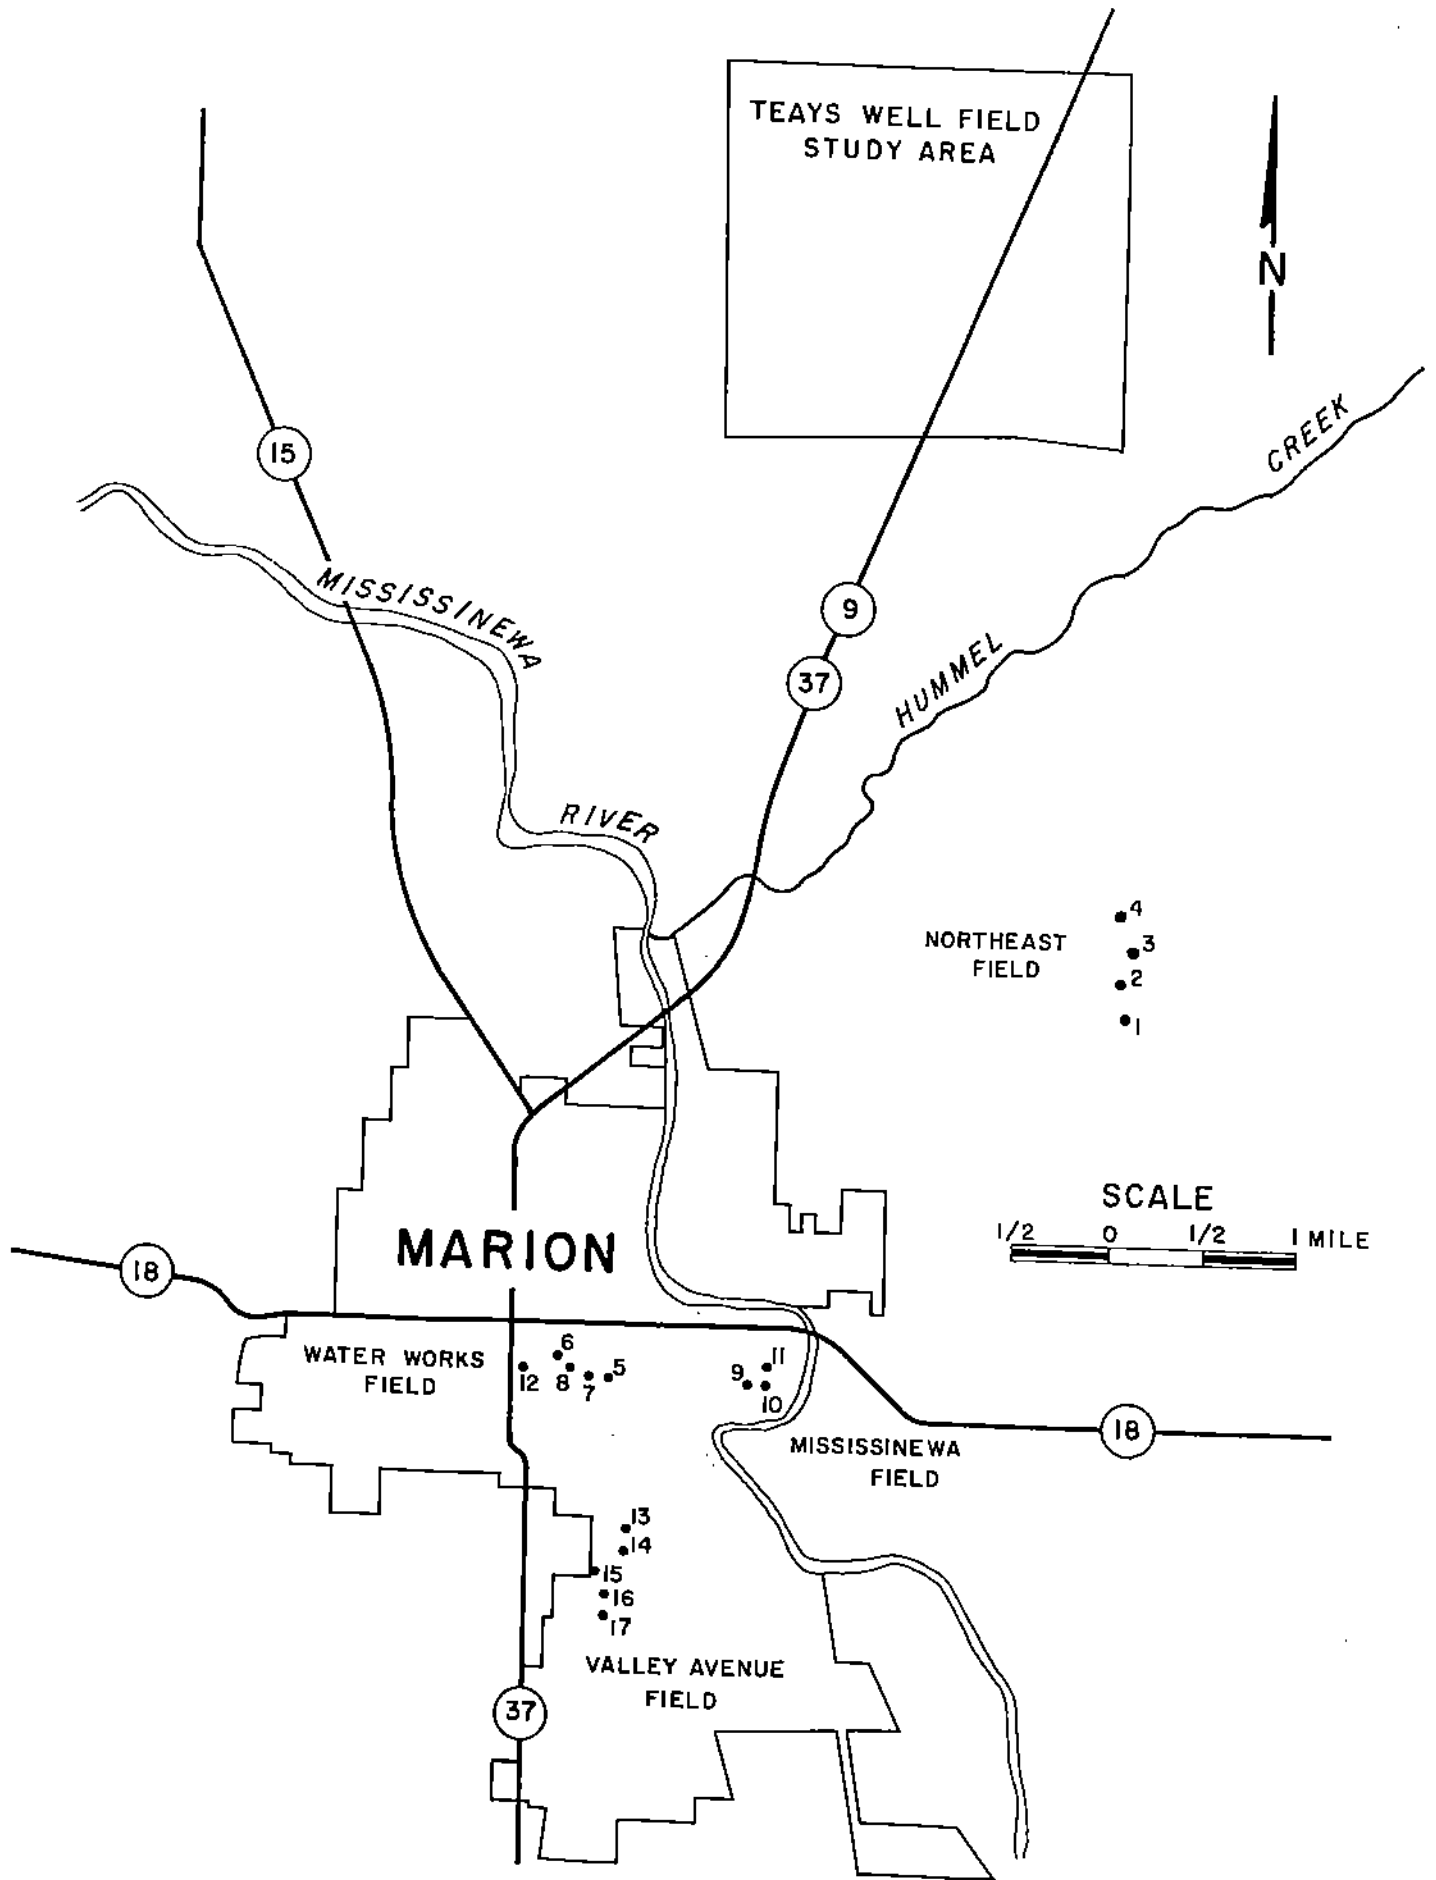 TEAYS WELL FIELD
STUDY AREA
N
15
CREEK
MISSISSINEWA
9
HUMMEL
37
RIVER
4
NORTHEAST
FIELD
3
2
1
SCALE
1/2 0 1/2 1 MILE
MARION
18
WATER WORKS
FIELD
6
12 8 7 5
11
9
10
18
MISSISSINEWA
FIELD
13
14
15
16
17
VALLEY AVENUE
FIELD
37